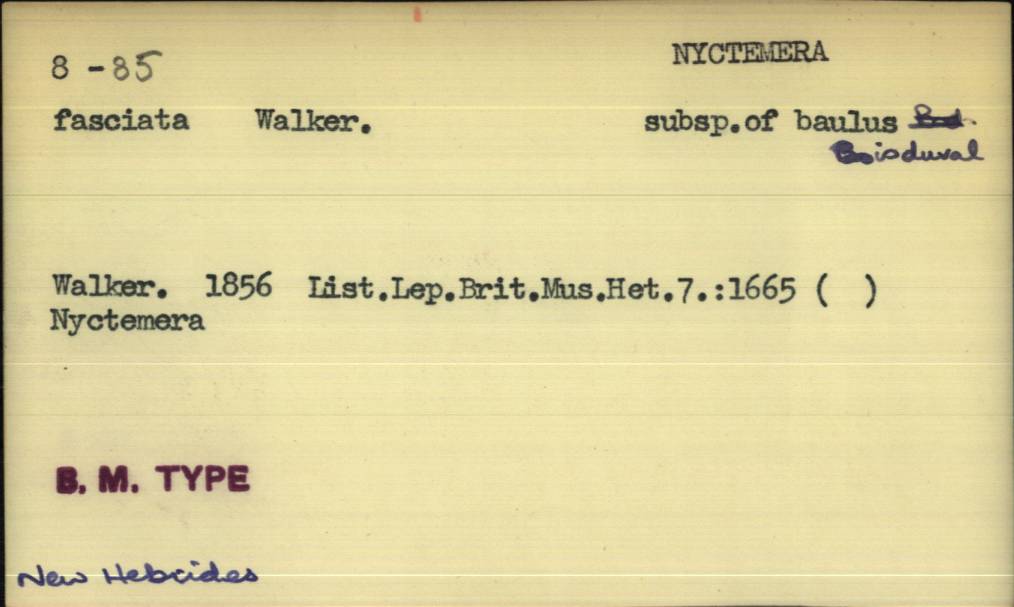 NYCTEMERA
8 -85
fasciata Walker. subsp.of baulus Bsd.
Boisduval
Walker. 1856 List.Lep.Brit.Mus.Het.7.:1665 ( )
Nyctemera
B. M. TYPE
New Hebrides